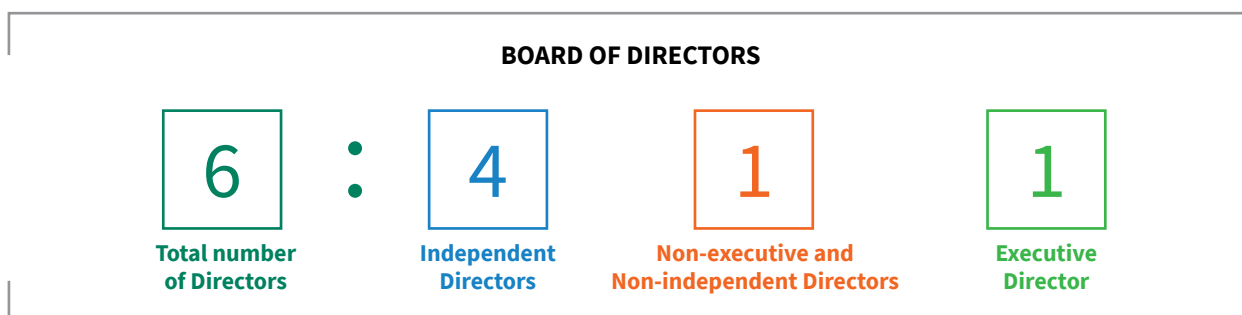 BOARD OF DIRECTORS
6 : 4 1 1
Total number
of Directors
Independent
Directors
Non-executive and
Non-independent Directors
Executive
Director